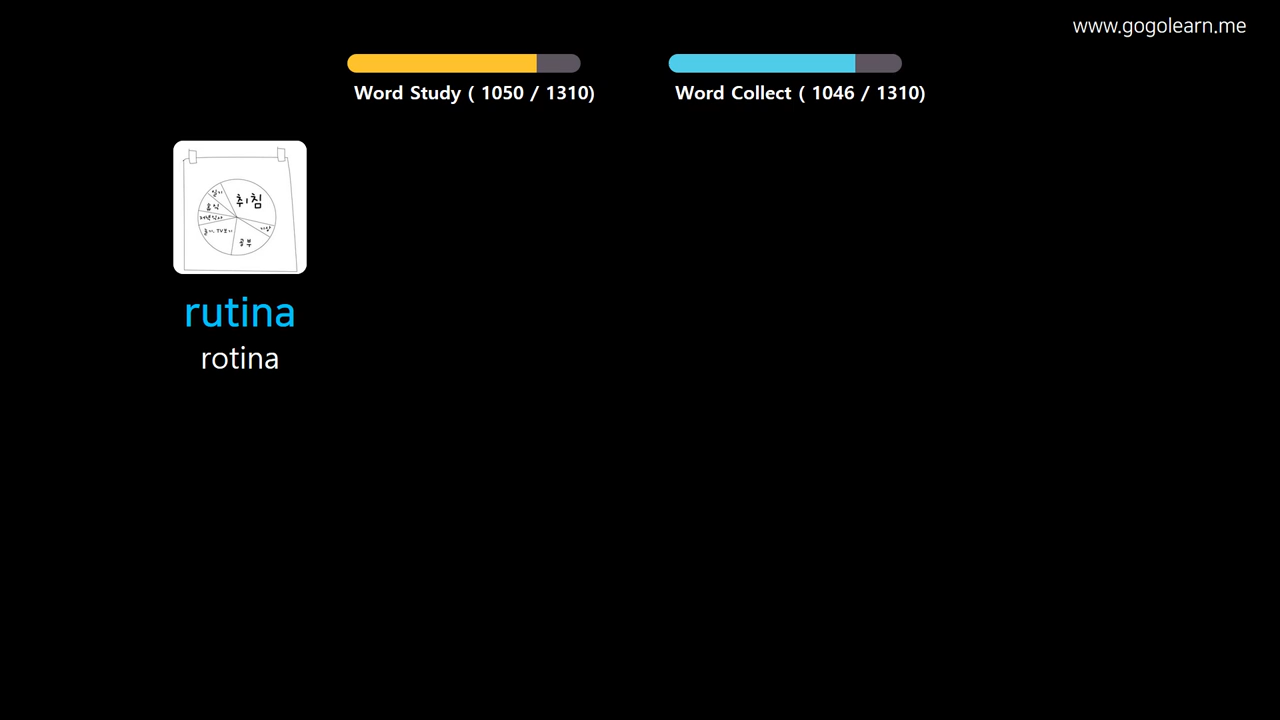 www.gogolearn.me
Word Study ( 1050 / 1310)
Word Collect ( 1046 / 1310)
취침
공부
rutina
rotina